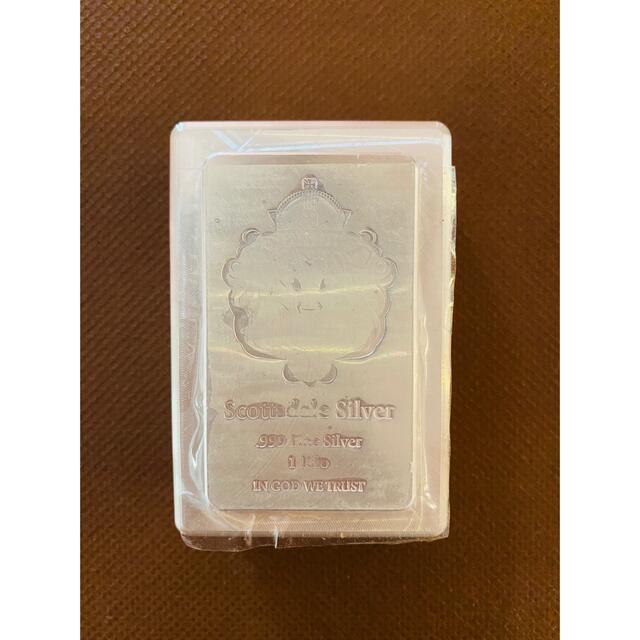 Scottsdale Silver
.999 Fine Silver
1 Kilo
IN GOD WE TRUST